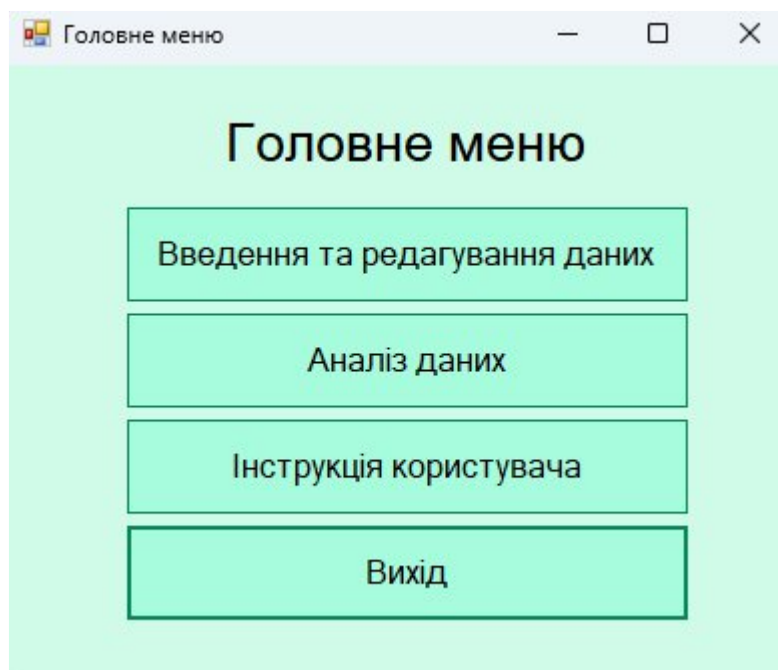 Головне меню
Головне меню
Введення та редагування даних
Аналіз даних
Інструкція користувача
Вихід